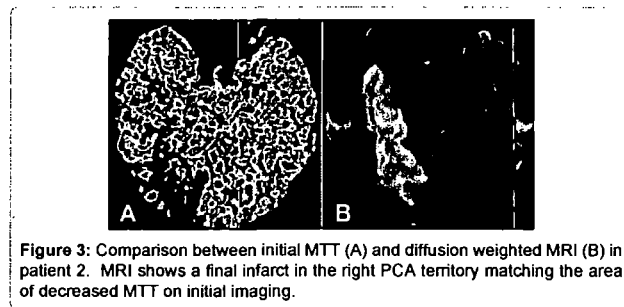 A
B
Figure 3: Comparison between initial MTT (A) and diffusion weighted MRI (B) in
patient 2. MRI shows a final infarct in the right PCA territory matching the area
of decreased MTT on initial imaging.